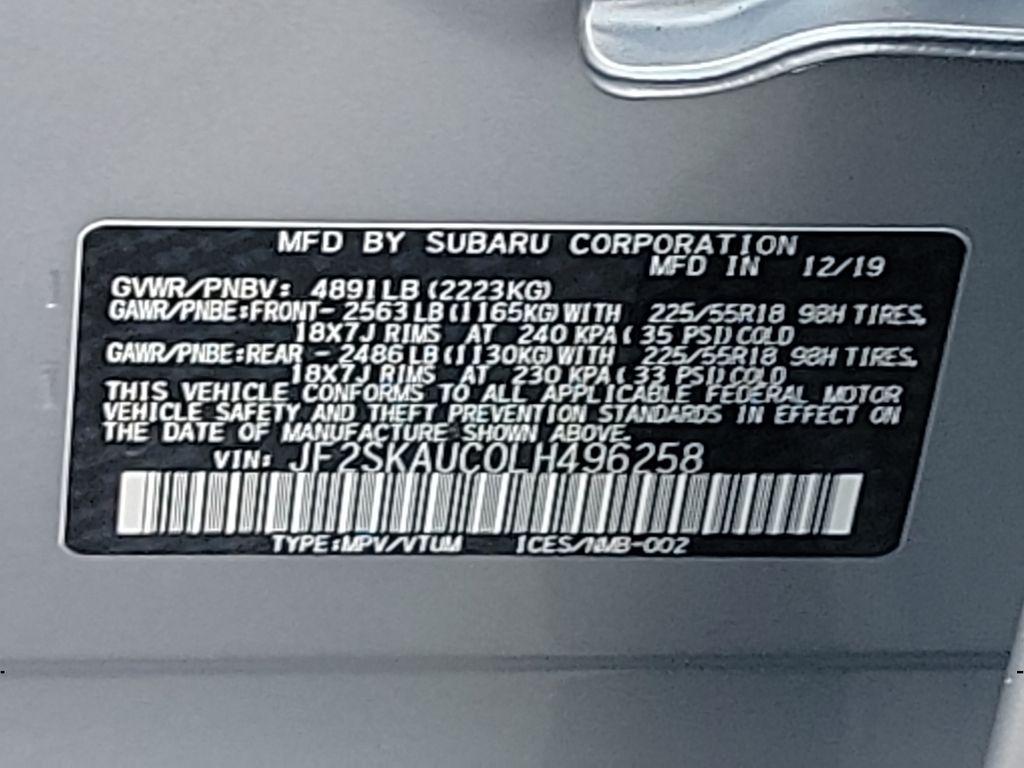 MFD BY SUBARU CORPORATION
MFD IN 12/19
GVWR/PNBV: 4891LB (2223KG)
GAWR/PNBE:FRONT- 2563 LB (1165KG) WITH 225/55R18 98H TIRES.
18X7J RIMS AT 240 KPA ( 35 PSI) COLD
GAWR/PNBE:REAR - 2486 LB (1130KG) WITH 225/55R18 98H TIRES.
18X7J RIMS AT 230 KPA ( 33 PSI) COLD
THIS VEHICLE CONFORMS TO ALL APPLICABLE FEDERAL MOTOR
VEHICLE SAFETY AND THEFT PREVENTION STANDARDS IN EFFECT ON
THE DATE OF MANUFACTURE SHOWN ABOVE.
VIN: JF2SKAUC0LH496258
TYPE:MPV/VTUM ICES/NMB-002